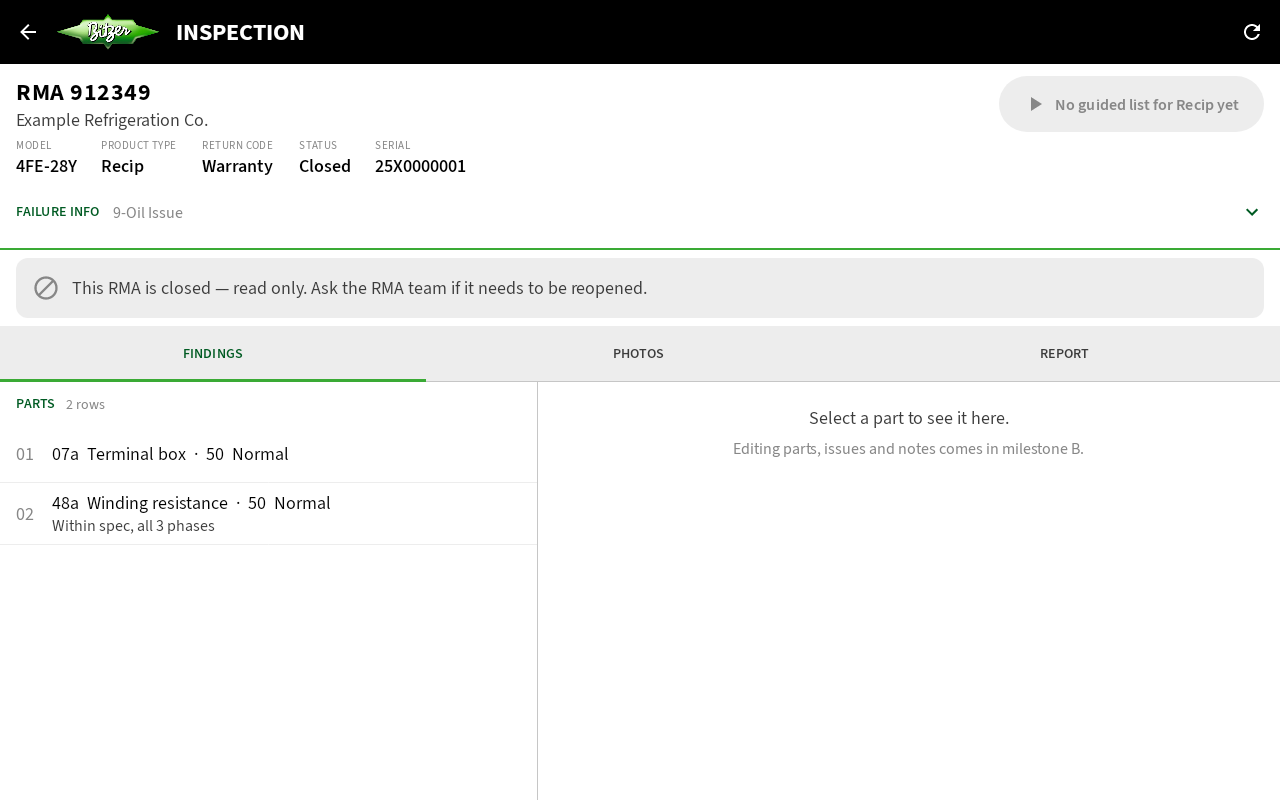 Bitzer
INSPECTION
RMA 912349
Example Refrigeration Co.
No guided list for Recip yet
MODEL
4FE-28Y
PRODUCT TYPE
Recip
RETURN CODE
Warranty
STATUS
Closed
SERIAL
25X0000001
FAILURE INFO 9-Oil Issue
This RMA is closed — read only. Ask the RMA team if it needs to be reopened.
FINDINGS
PHOTOS
REPORT
PARTS 2 rows
01 07a Terminal box · 50 Normal
02 48a Winding resistance · 50 Normal
Within spec, all 3 phases
Select a part to see it here.
Editing parts, issues and notes comes in milestone B.